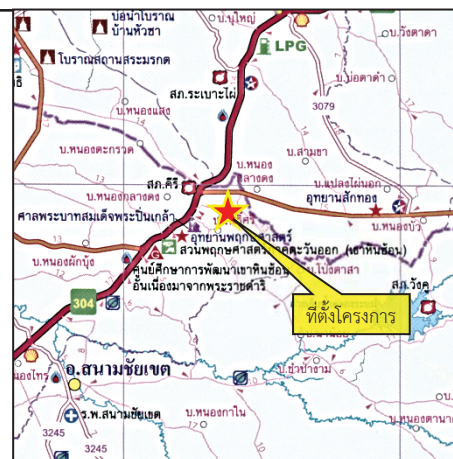 บ่อน้ำโบราณ
บ้านหัวซา
บ.บุใหญ่
บ.วังตาดา
LPG
โบราณสถานสระมรกต
สภ.ระเบาะไผ่
บ.บ่อตาดำ
3079
บ.หนองแสง
บ.หนองตะกรวด
บ.หนอง
ลางดง
บ.สามขา
สภ.คีรี
บ.หนองกลางดง
บ.แปลงไผ่นอก
อุทยานสักทอง
ศาลพระบาทสมเด็จพระปิ่นเกล้า
บ.หนองบัว
อุทยานพฤกษศาสตร์
สวนพฤกษศาสตร์ภาคตะวันออก (เขาหินซ้อน)
บ.หนองผักบุ้ง
ศูนย์ศึกษาการพัฒนาเขาหินซ้อน
อันเนื่องมาจากพระราชดำริ
บ.โป่งตาสา
สภ.วังคู
304
ที่ตั้งโครงการ
อ.สนามชัยเขต
บ.ชำป่างาม
ร.พ.สนามชัยเขต
บ.หนองกาใน
3245
3245